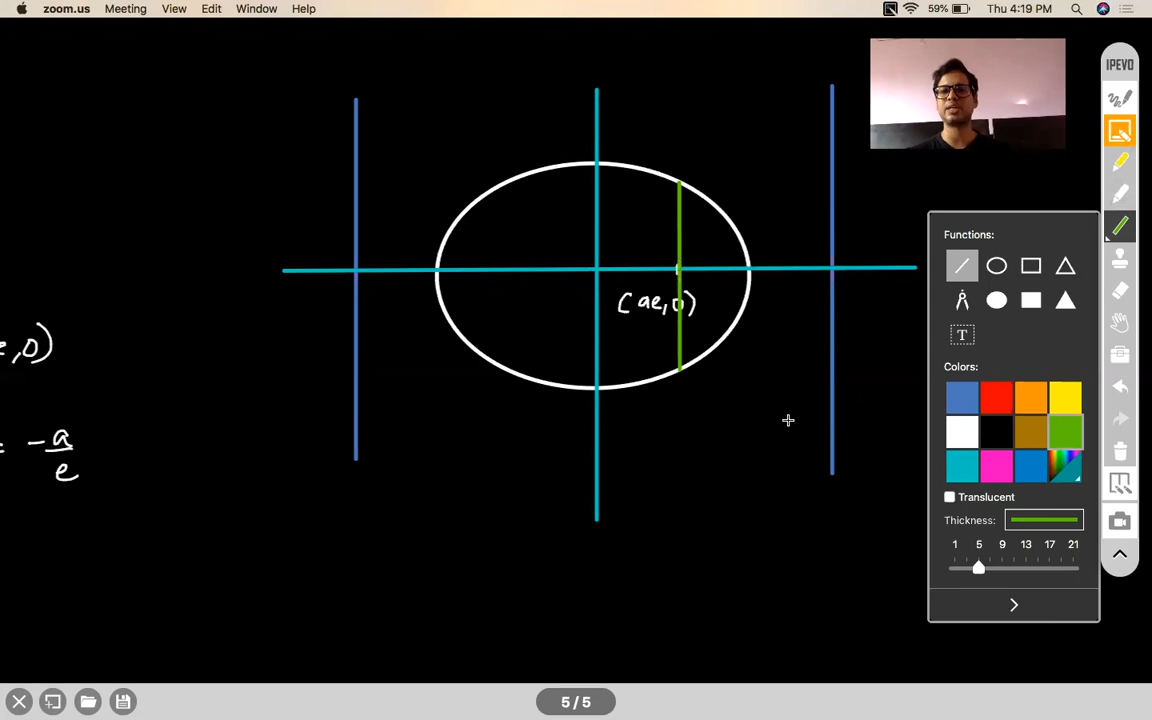 zoom.us Meeting View Edit Window Help
59% Thu 4:19 PM
IPEVO
Functions:
T
Colors:
Translucent
Thickness:
1 5 9 13 17 21
(ae,0)
,0)
= -a
e
5 / 5